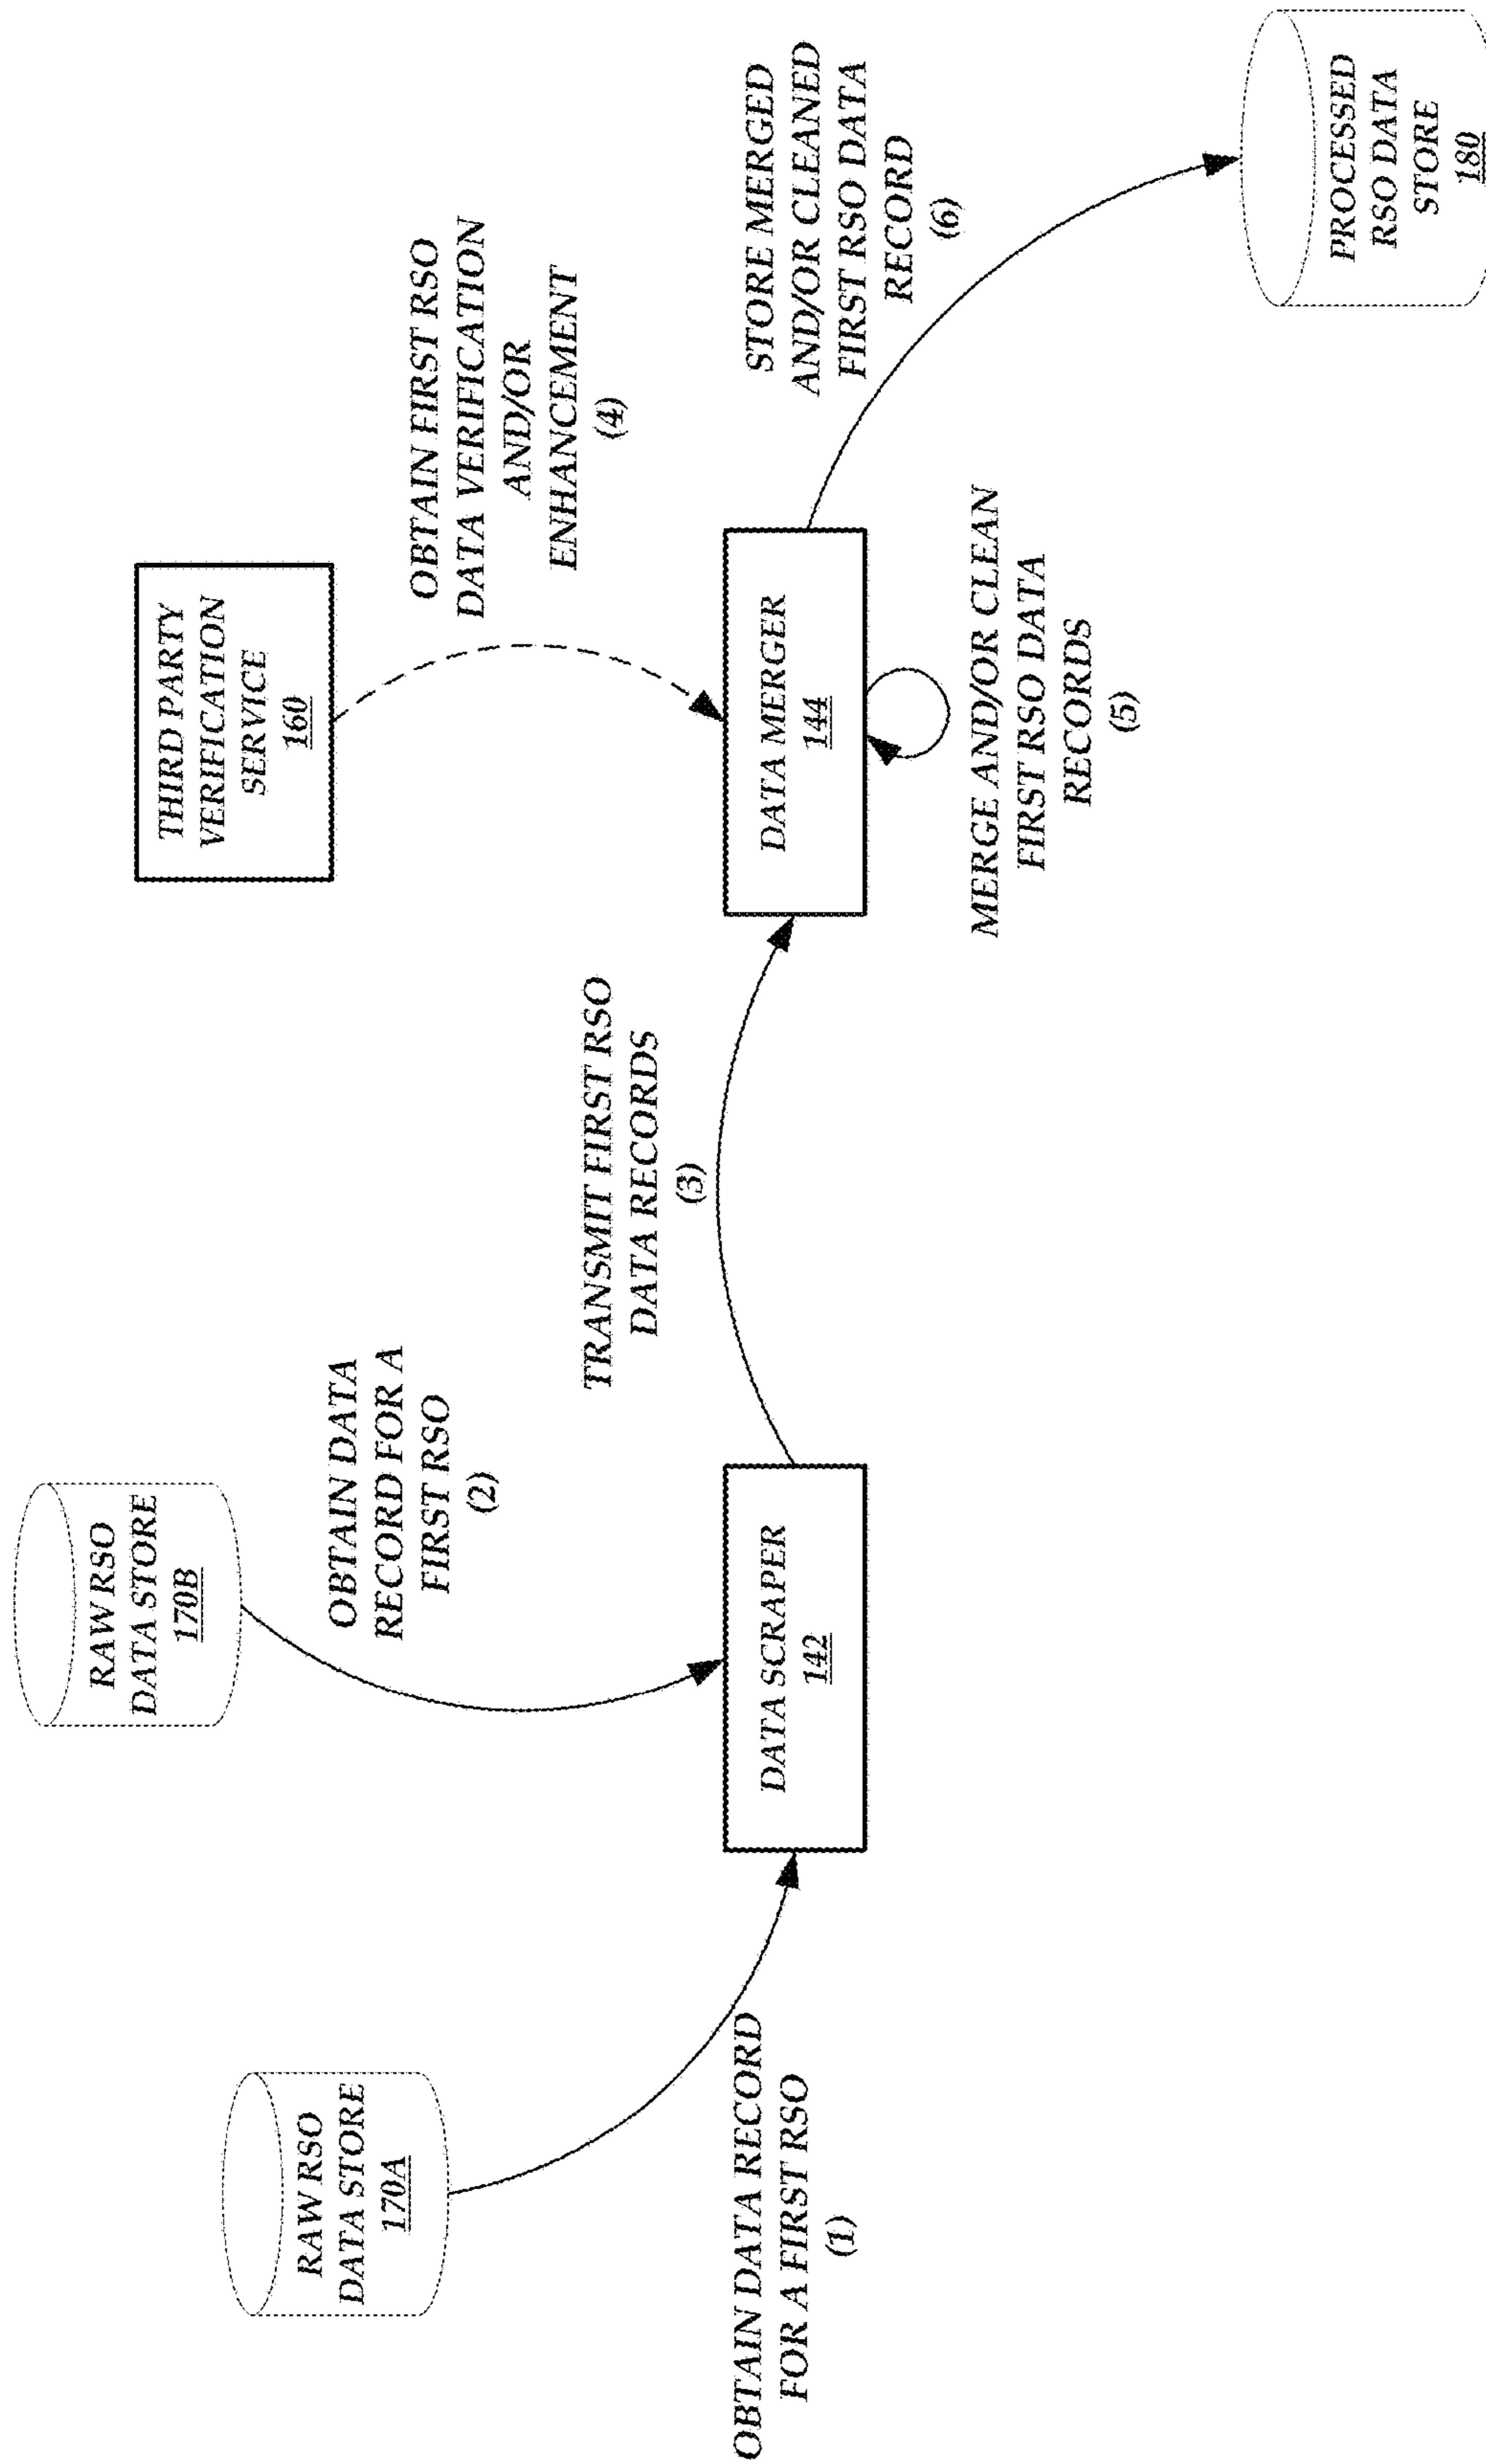 RAW RSO
DATA STORE
170A
OBTAIN DATA RECORD
FOR A FIRST RSO
(1)
RAW RSO
DATA STORE
170B
OBTAIN DATA
RECORD FOR A
FIRST RSO
(2)
DATA SCRAPER
142
TRANSMIT FIRST RSO
DATA RECORDS
(3)
THIRD PARTY
VERIFICATION
SERVICE
160
OBTAIN FIRST RSO
DATA VERIFICATION
AND/OR
ENHANCEMENT
(4)
DATA MERGER
144
MERGE AND/OR CLEAN
FIRST RSO DATA
RECORDS
(5)
STORE MERGED
AND/OR CLEANED
FIRST RSO DATA
RECORD
(6)
PROCESSED
RSO DATA
STORE
180